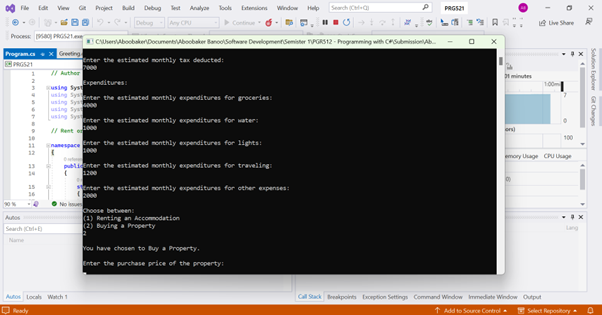 File Edit View Git Project Build Debug Test Analyze Tools Extensions Window Help Search (Ctrl+Q) PRG521
Debug Any CPU Continue Live Share
Process: [9580] PRG521.exe
C:\Users\Aboobaker\Documents\Aboobaker Banoo\Software Development\Semister 1\PGR512 - Programming with C#\Submission\Abo...
Program.cs Greeting
PRG521
1 // Author
2
3 using Syst
4 using Syst
5 using Syst
6 using Syst
7 using Syst
8
9 // Rent o
10
11 namespace
12 {
13 public
14 {
15 st
16 {
90 % No issues
Enter the estimated monthly tax deducted:
7000
Expenditures:
Enter the estimated monthly expenditures for groceries:
4000
Enter the estimated monthly expenditures for water:
1000
Enter the estimated monthly expenditures for lights:
1000
Enter the estimated monthly expenditures for traveling:
1200
Enter the estimated monthly expenditures for other expenses:
2000
Choose between:
(1) Renting an Accommodation
(2) Buying a Property
2
You have chosen to Buy a Property.
Enter the purchase price of the property:
01 minutes
1:00mi
7
0
ors)
100
emory Usage CPU Usage
Solution Explorer
Git Changes
Autos
Search (Ctrl+E)
Name
Lang
Autos Locals Watch 1
Call Stack Breakpoints Exception Settings Command Window Immediate Window Output
Ready Add to Source Control Select Repository